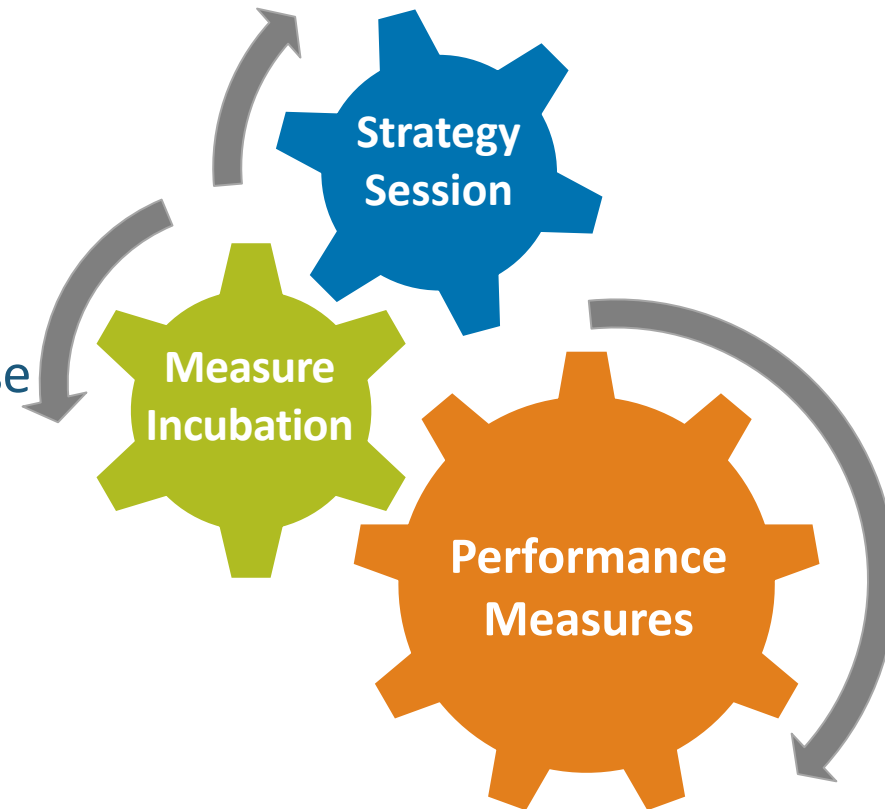 Strategy
Session
Measure
Incubation
Performance
Measures